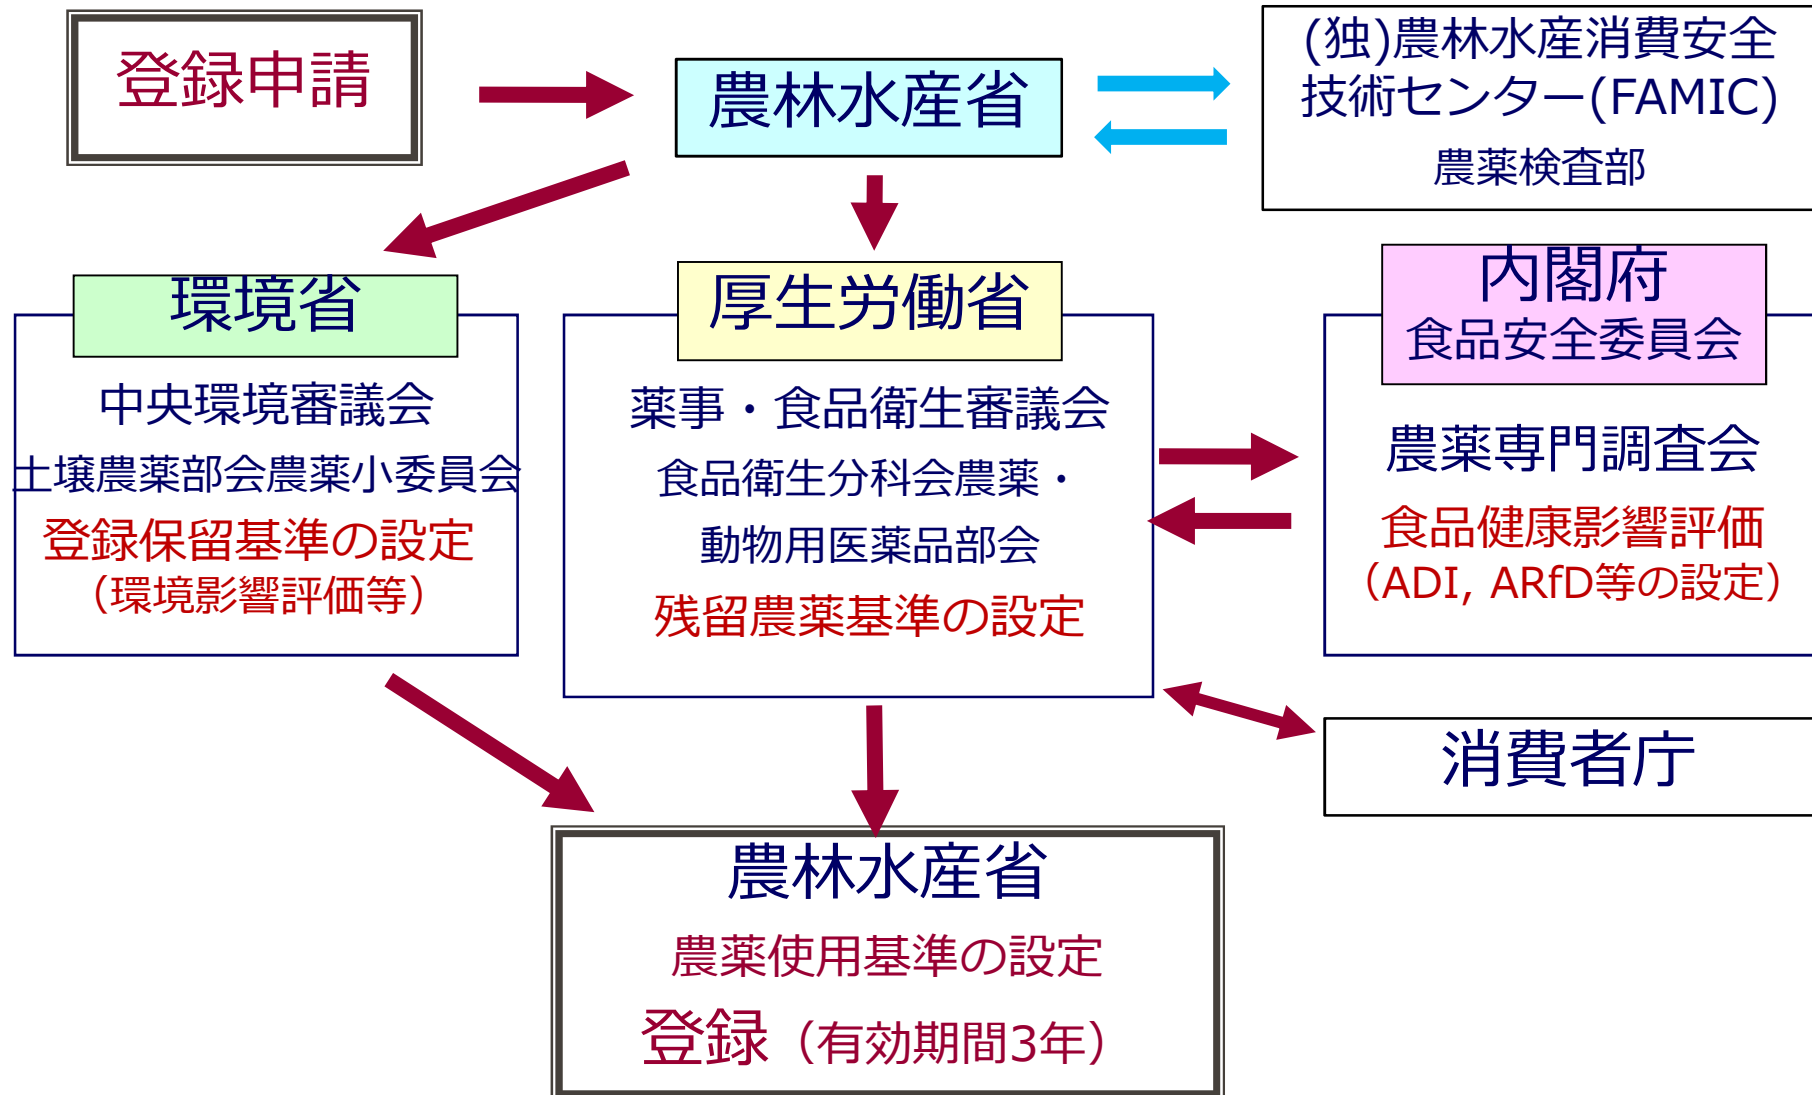 登録申請
農林水産省
(独)農林水産消費安全
技術センター(FAMIC)
農薬検査部
環境省
中央環境審議会
土壌農薬部会農薬小委員会
登録保留基準の設定
（環境影響評価等）
厚生労働省
薬事・食品衛生審議会
食品衛生分科会農薬・
動物用医薬品部会
残留農薬基準の設定
内閣府
食品安全委員会
農薬専門調査会
食品健康影響評価
（ADI, ARfD等の設定）
消費者庁
農林水産省
農薬使用基準の設定
登録（有効期間3年）